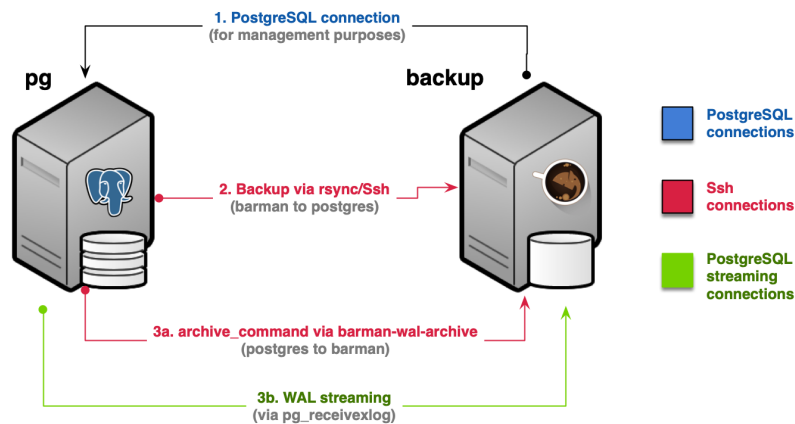 1. PostgreSQL connection
(for management purposes)
pg
backup
PostgreSQL
connections
2. Backup via rsync/Ssh
(barman to postgres)
Ssh
connections
PostgreSQL
streaming
connections
3a. archive_command via barman-wal-archive
(postgres to barman)
3b. WAL streaming
(via pg_receivexlog)